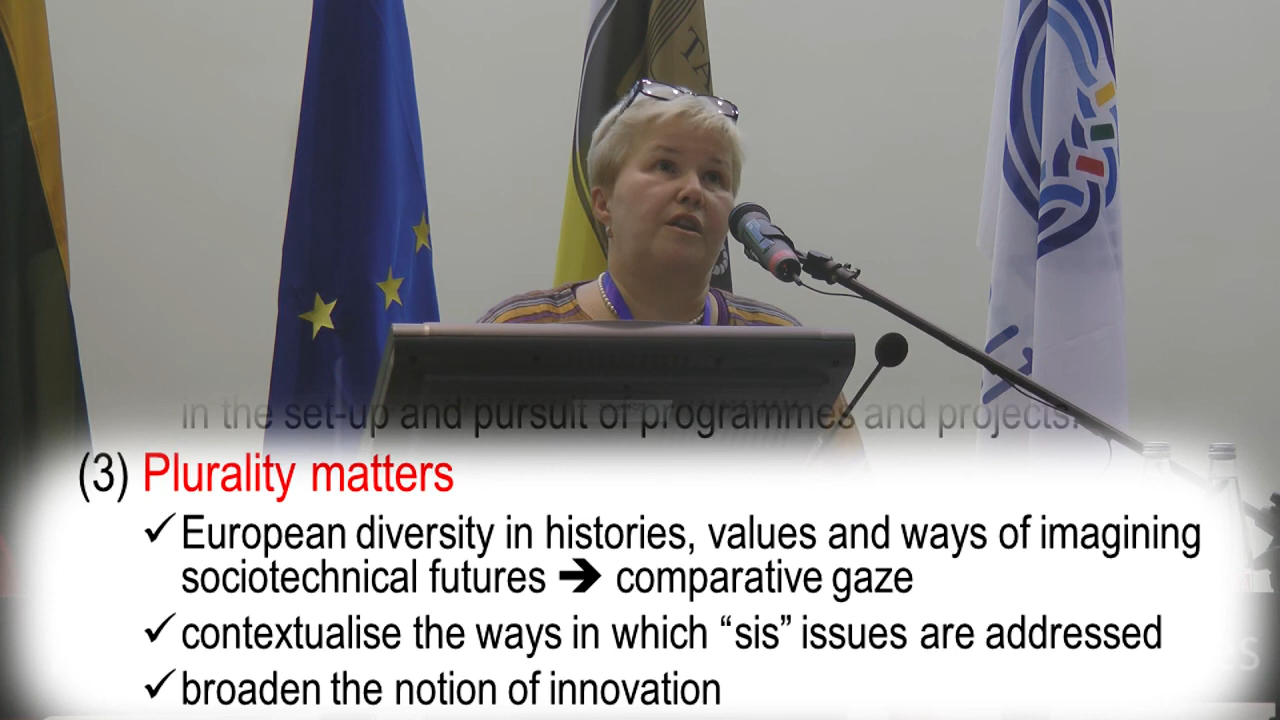 TA
in the set-up and pursuit of programmes and projects.
(3) Plurality matters
✓ European diversity in histories, values and ways of imagining
sociotechnical futures ➔ comparative gaze
✓ contextualise the ways in which “sis” issues are addressed
✓ broaden the notion of innovation